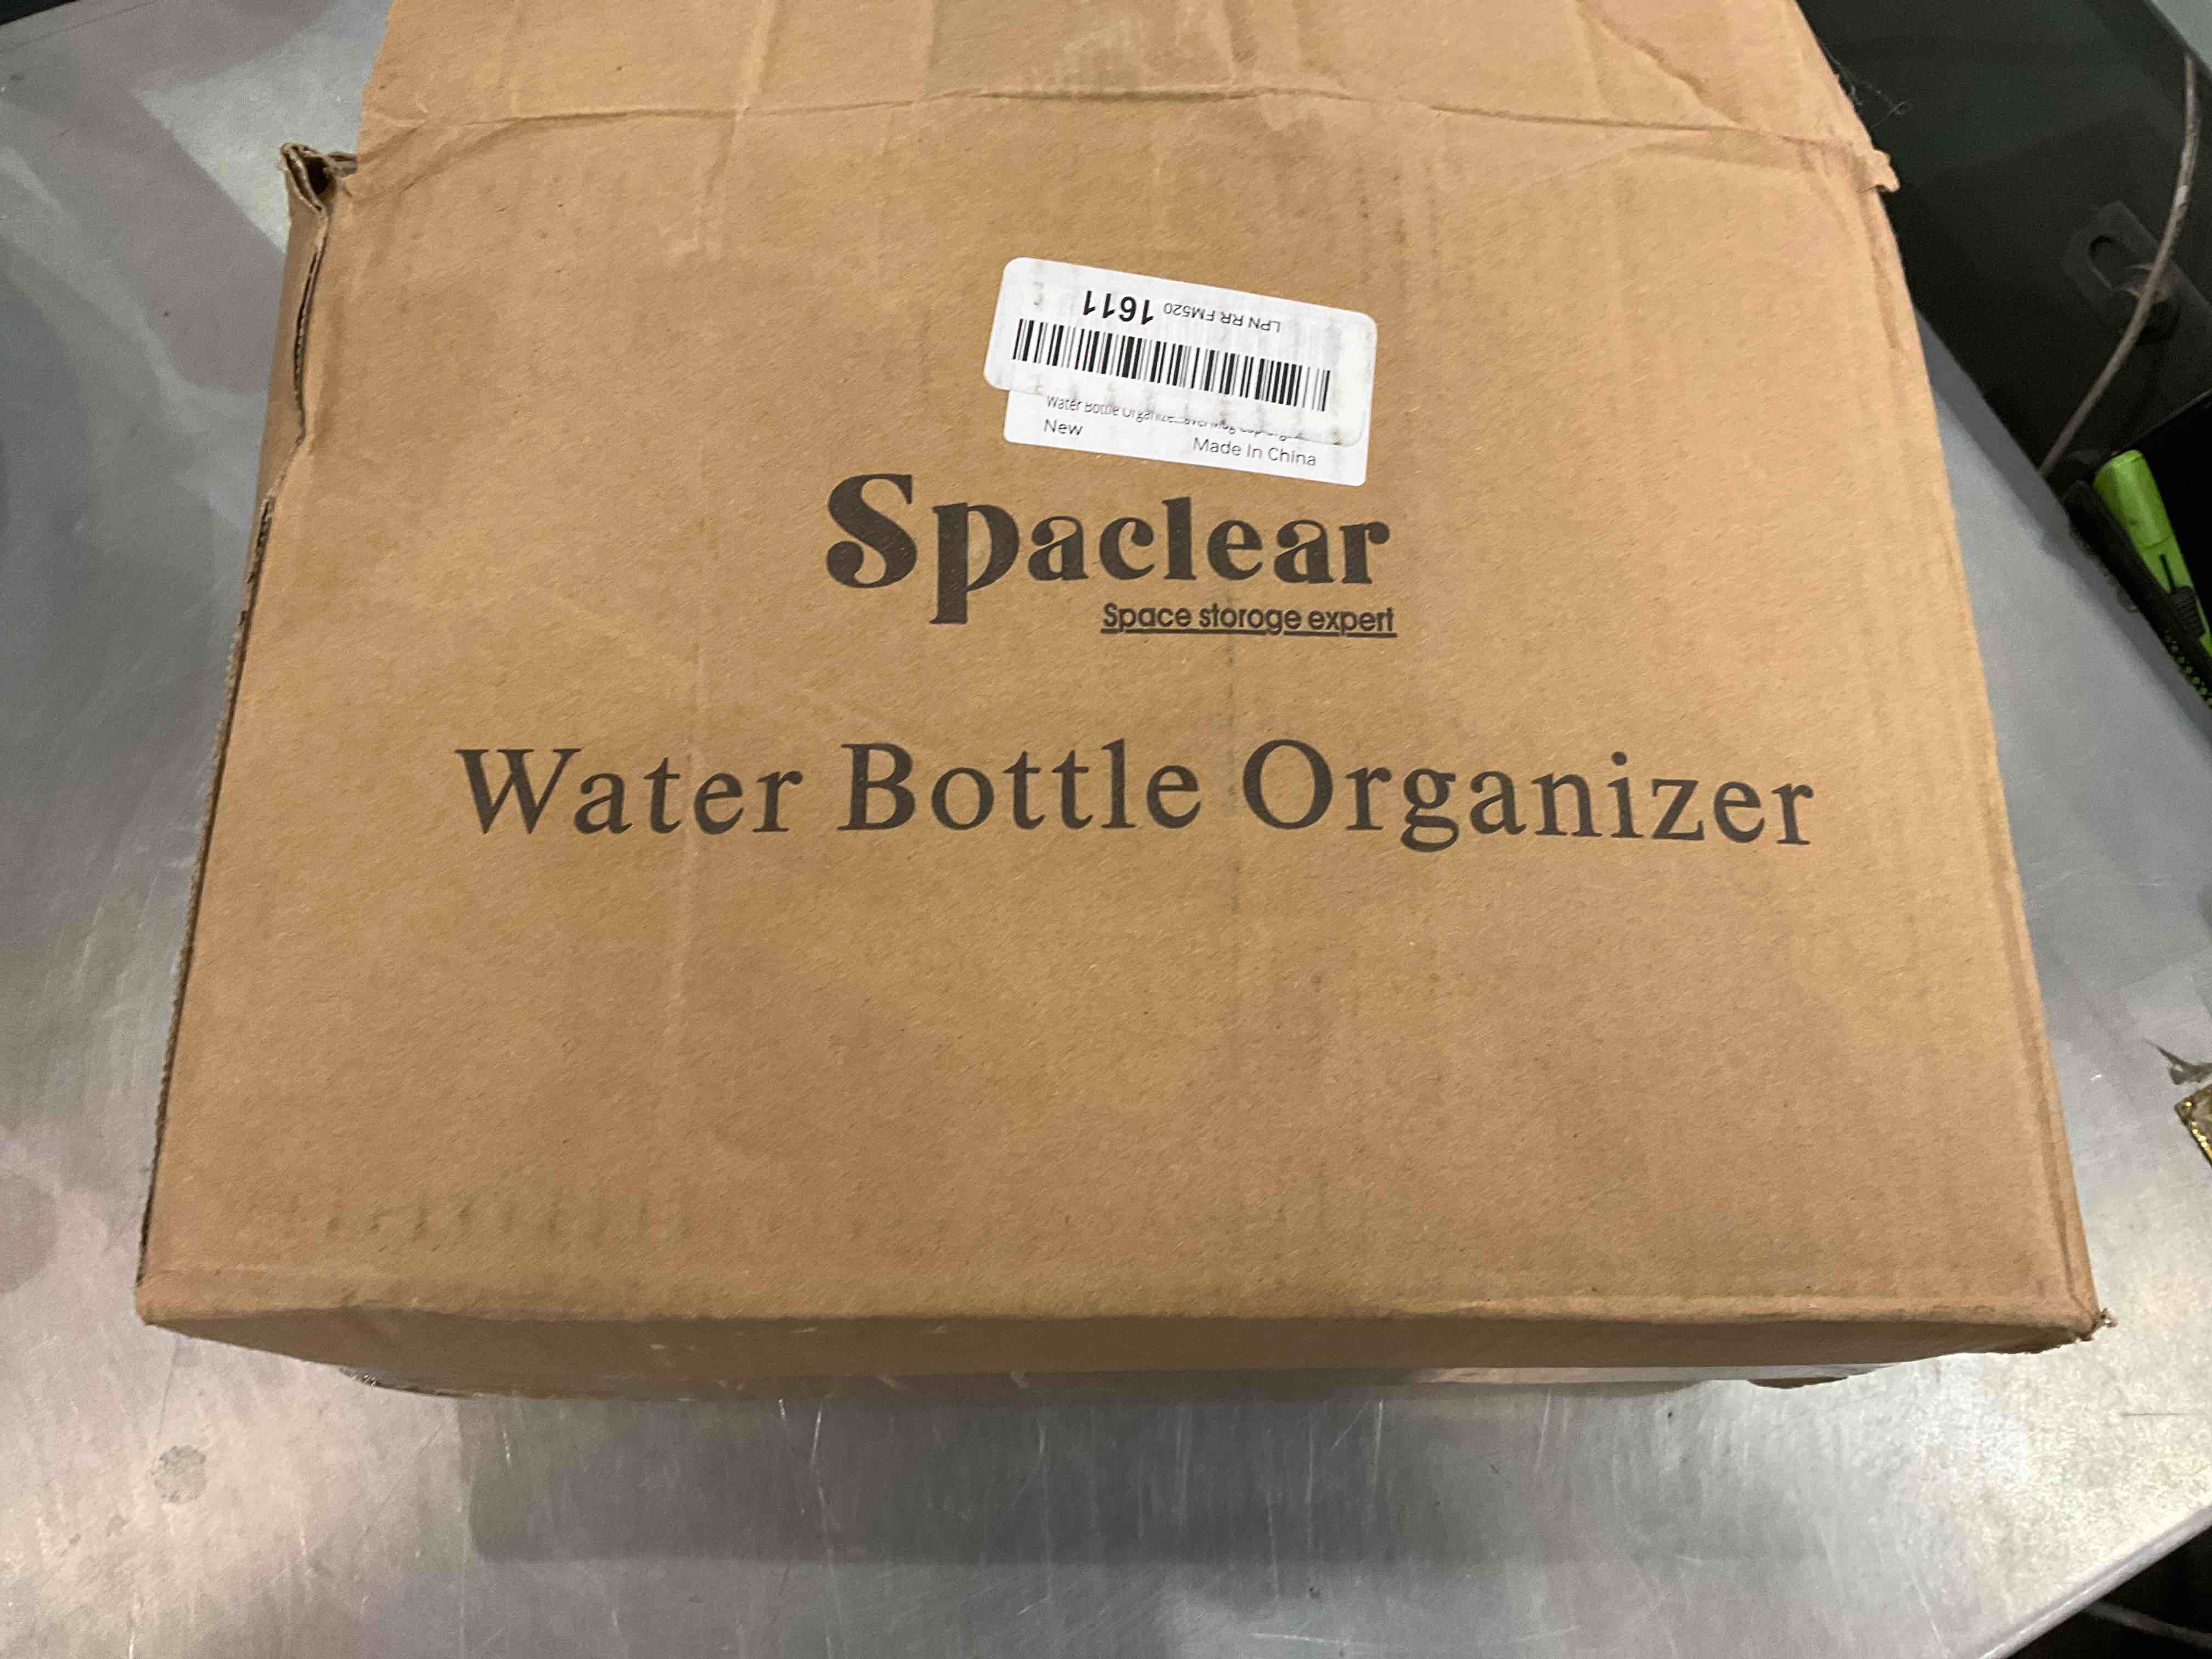 LPN RR FM520 1611
Water Bottle Organize
New
Made In China
Spaclear
Space storoge expert
Water Bottle Organizer